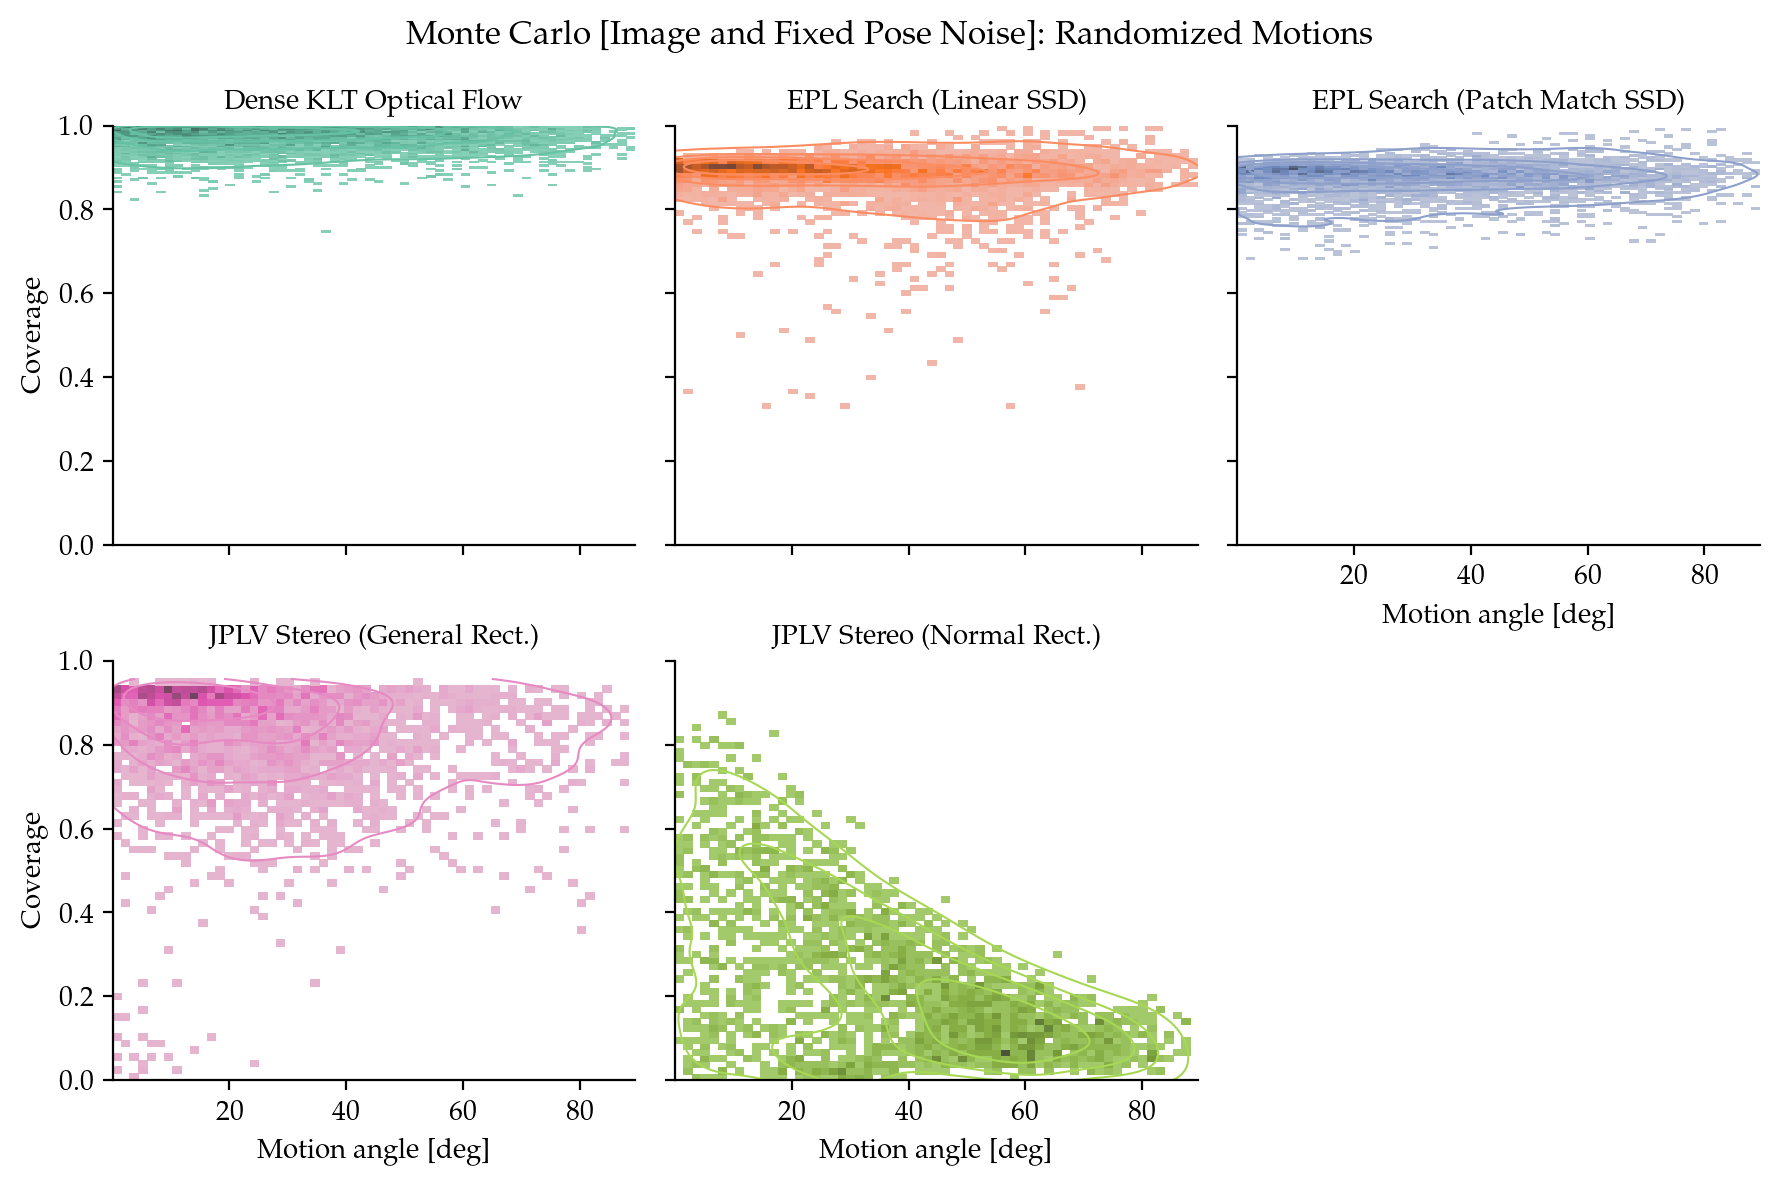 Monte Carlo [Image and Fixed Pose Noise]: Randomized Motions
Dense KLT Optical Flow
EPL Search (Linear SSD)
EPL Search (Patch Match SSD)
1.0
0.8
0.6
0.4
0.2
0.0
Coverage
20 40 60 80
Motion angle [deg]
JPLV Stereo (General Rect.)
JPLV Stereo (Normal Rect.)
1.0
0.8
0.6
0.4
0.2
0.0
Coverage
20 40 60 80
Motion angle [deg]
20 40 60 80
Motion angle [deg]